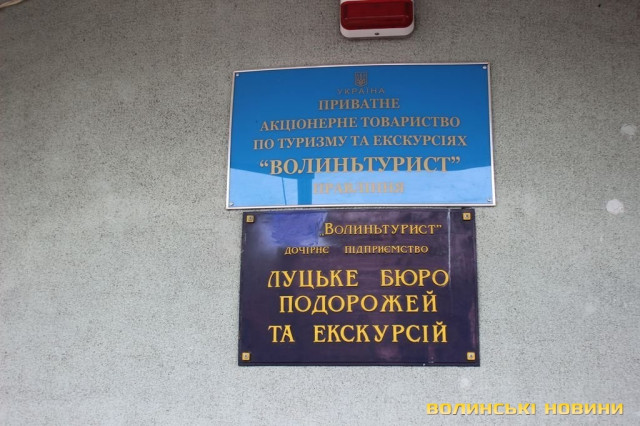 УКРАЇНА
ПРИВАТНЕ
АКЦІОНЕРНЕ ТОВАРИСТВО
ПО ТУРИЗМУ ТА ЕКСКУРСІЯХ
“ВОЛИНЬТУРИСТ”
ПРАВЛІННЯ
„ВОЛИНЬТУРИСТ”
ДОЧІРНЄ ПІДПРИЄМСТВО
ЛУЦЬКЕ БЮРО
ПОДОРОЖЕЙ
ТА ЕКСКУРСІЙ
ВОЛИНСЬКІ НОВИНИ